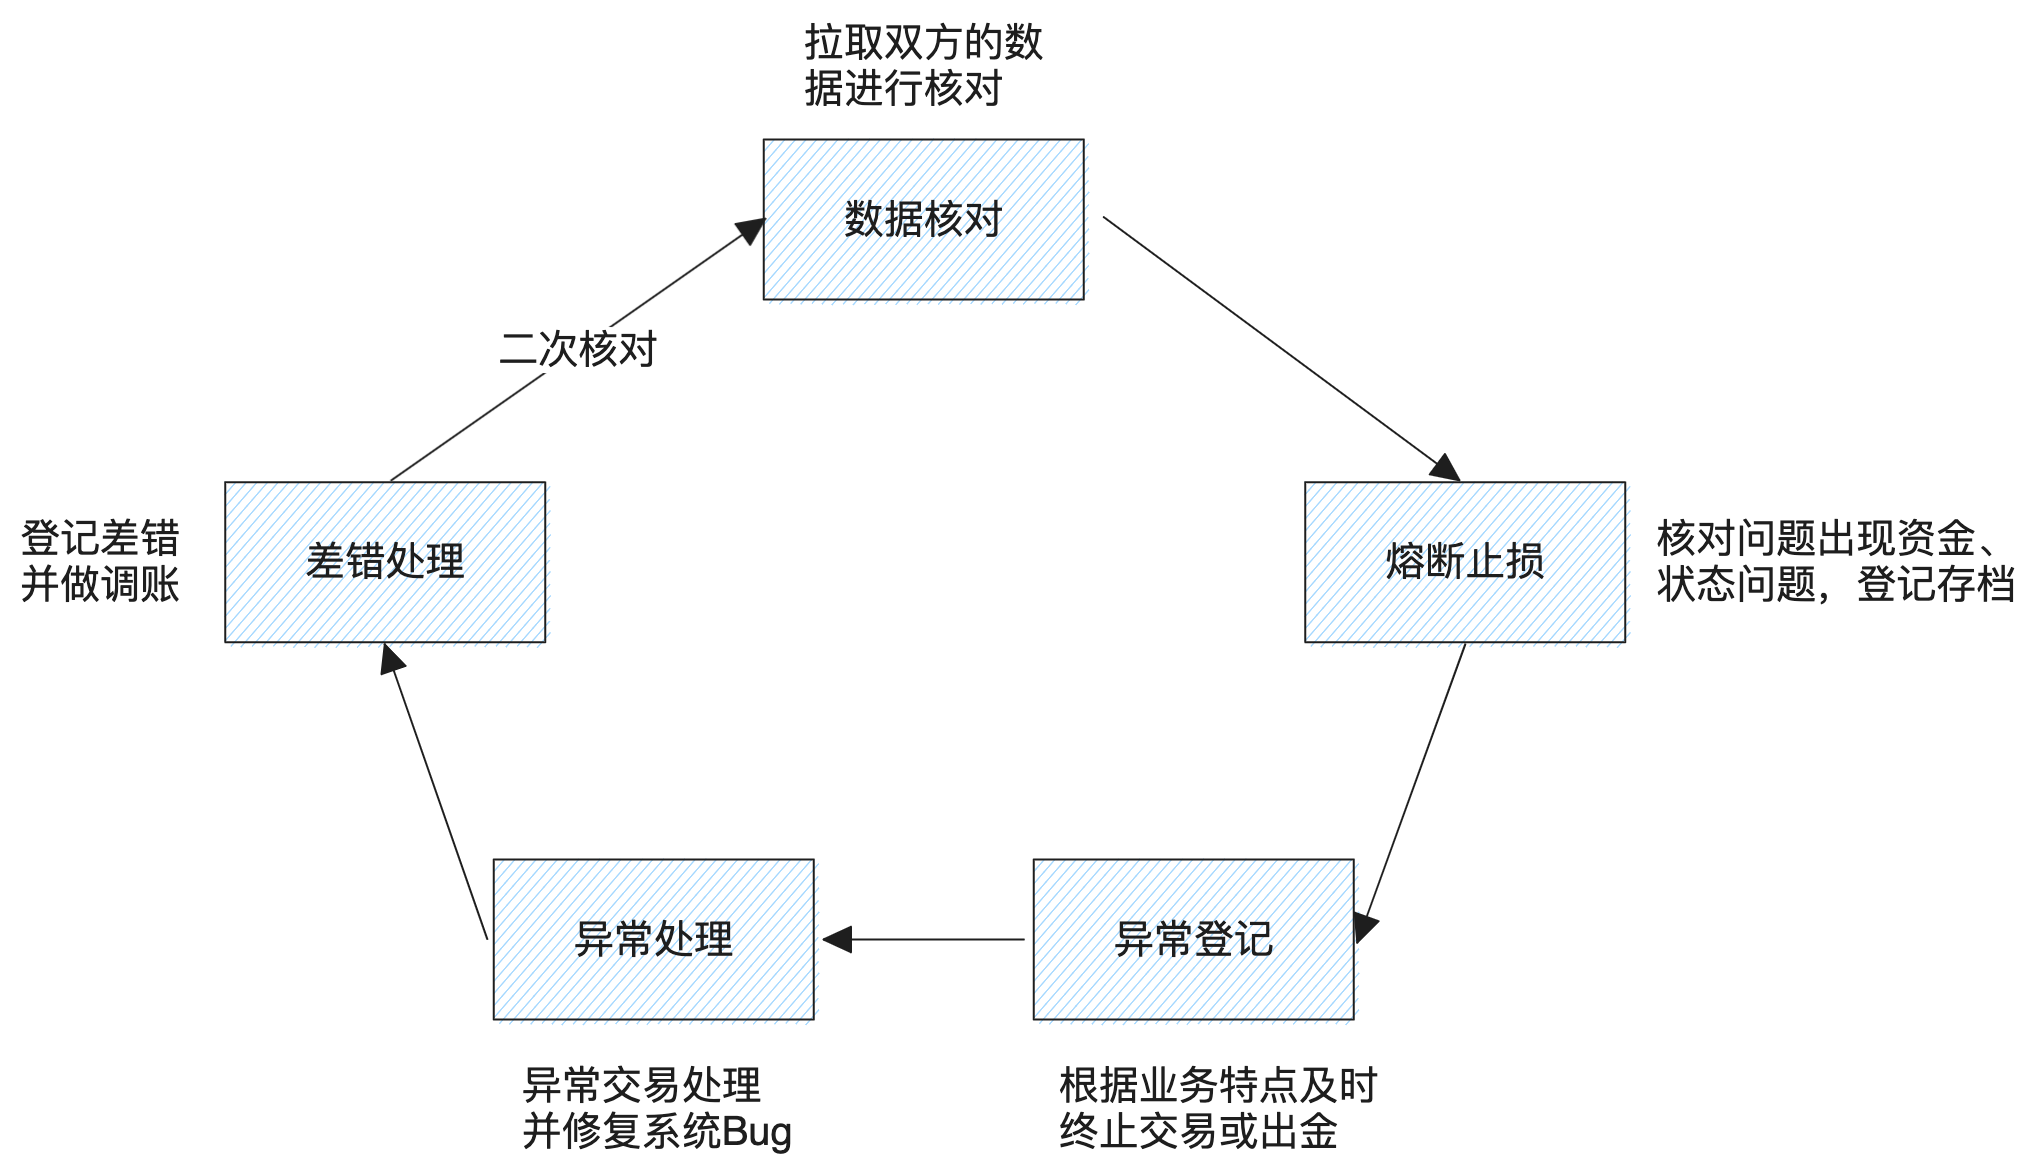 拉取双方的数
据进行核对
数据核对
二次核对
登记差错
并做调账
差错处理
熔断止损
核对问题出现资金、
状态问题，登记存档
异常处理
异常登记
异常交易处理
并修复系统Bug
根据业务特点及时
终止交易或出金